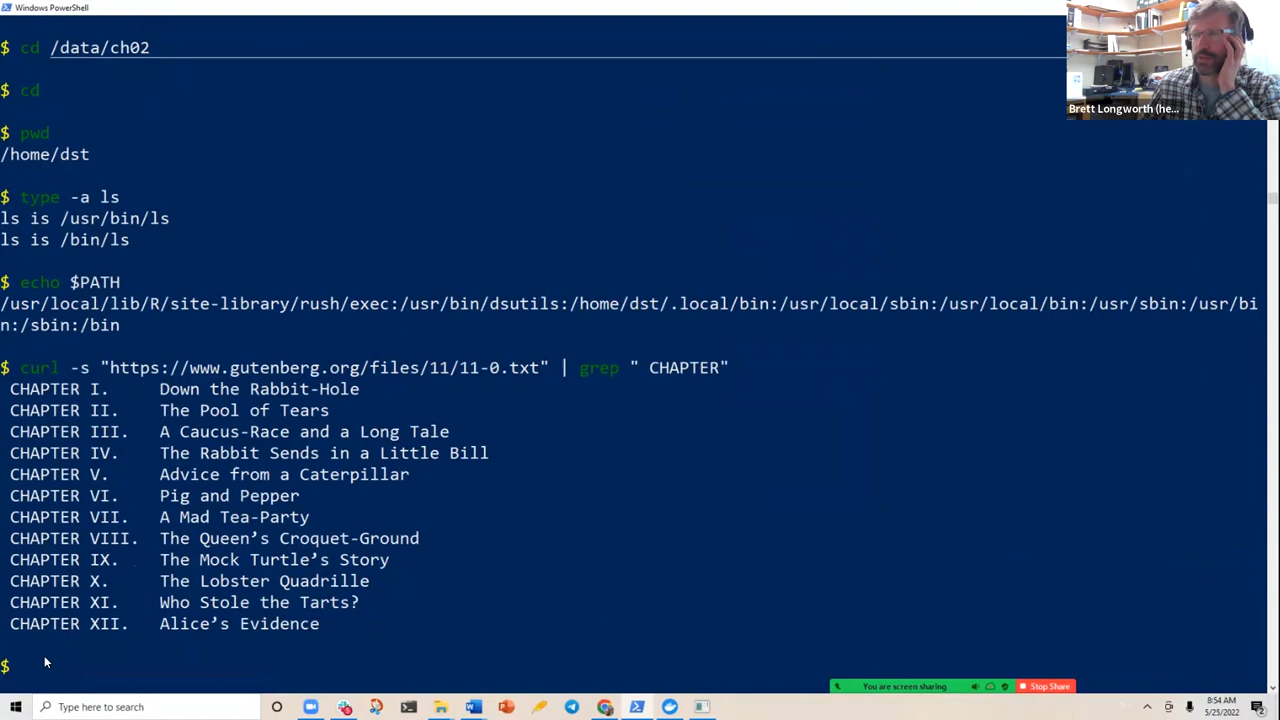 Windows PowerShell
$ cd /data/ch02
$ cd
$ pwd
/home/dst
$ type -a ls
ls is /usr/bin/ls
ls is /bin/ls
$ echo $PATH
/usr/local/lib/R/site-library/rush/exec:/usr/bin/dsutils:/home/dst/.local/bin:/usr/local/sbin:/usr/local/bin:/usr/sbin:/usr/bi
n:/sbin:/bin
$ curl -s "https://www.gutenberg.org/files/11/11-0.txt" | grep " CHAPTER"
CHAPTER I. Down the Rabbit-Hole
CHAPTER II. The Pool of Tears
CHAPTER III. A Caucus-Race and a Long Tale
CHAPTER IV. The Rabbit Sends in a Little Bill
CHAPTER V. Advice from a Caterpillar
CHAPTER VI. Pig and Pepper
CHAPTER VII. A Mad Tea-Party
CHAPTER VIII. The Queen’s Croquet-Ground
CHAPTER IX. The Mock Turtle’s Story
CHAPTER X. The Lobster Quadrille
CHAPTER XI. Who Stole the Tarts?
CHAPTER XII. Alice’s Evidence
$
Brett Longworth (he...
You are screen sharing
Stop Share
Type here to search
8:54 AM
5/25/2022
2